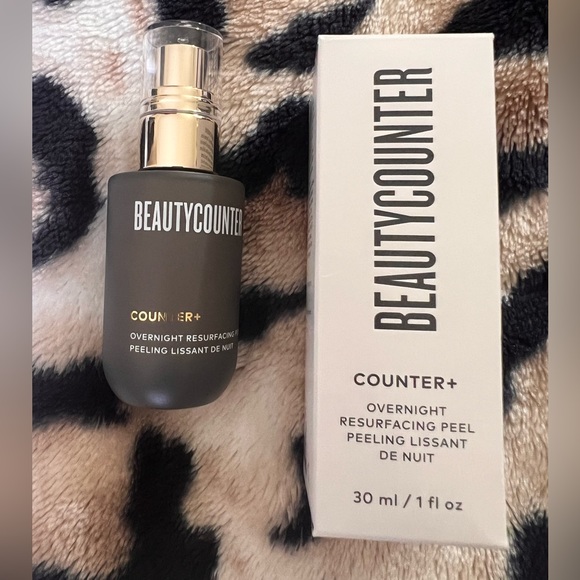 BEAUTYCOUNTER
COUNTER+
OVERNIGHT RESURFACING
PEELING LISSANT DE NUIT
BEAUTYCOUNTER
COUNTER+
OVERNIGHT
RESURFACING PEEL
PEELING LISSANT
DE NUIT
30 ml / 1 fl oz